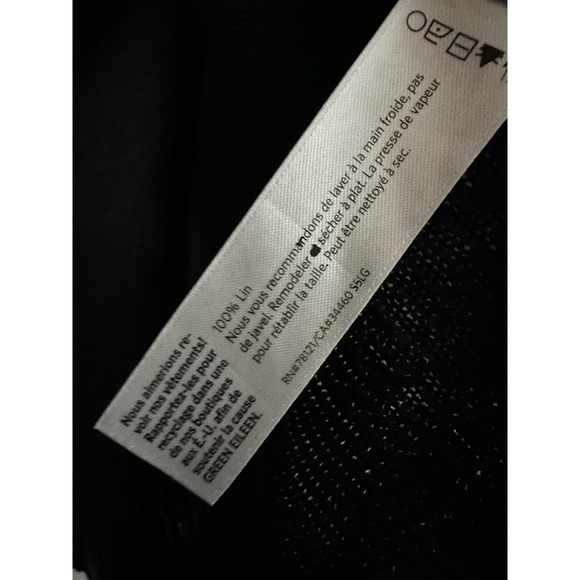 100% Lin
Nous vous recommandons de laver à la main froide, pas
de javel. Remodeler a sécher à plat. La presse de vapeur
pour rétablir la taille. Peut être nettoyé à sec.
RN#78121/CA#34460 S5LG
Nous aimerions re-
voir nos vêtements!
Rapportez-les pour
recyclage dans une
de nos boutiques
aux É.-U. afin de
soutenir la cause
GREEN EILEEN.